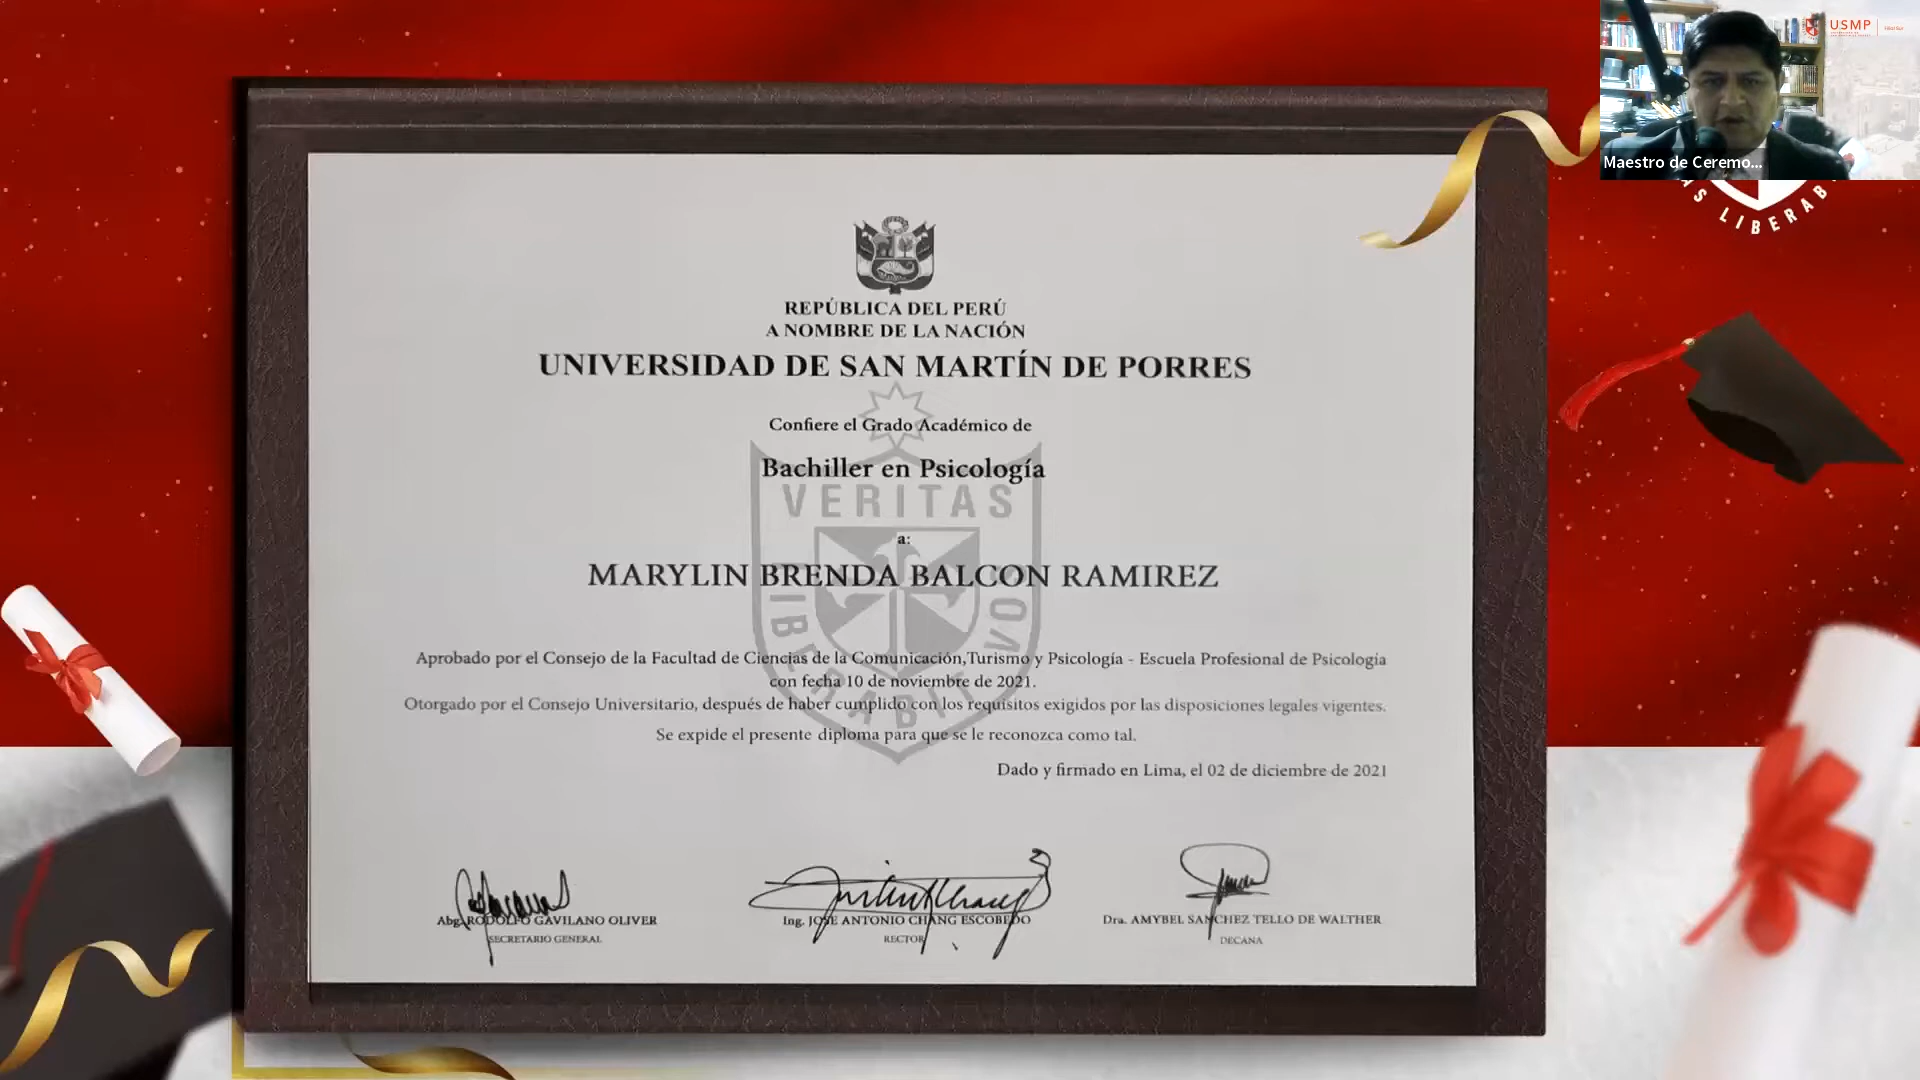 USMP
Maestro de Ceremo...
AS LIBERAB
REPÚBLICA DEL PERÚ
A NOMBRE DE LA NACIÓN
UNIVERSIDAD DE SAN MARTÍN DE PORRES
Confiere el Grado Académico de
Bachiller en Psicología
VERITAS
a:
MARYLIN BRENDA BALCON RAMIREZ
LIBERABIT VOS
Aprobado por el Consejo de la Facultad de Ciencias de la Comunicación,Turismo y Psicología - Escuela Profesional de Psicología
con fecha 10 de noviembre de 2021.
Otorgado por el Consejo Universitario, después de haber cumplido con los requisitos exigidos por las disposiciones legales vigentes.
Se expide el presente diploma para que se le reconozca como tal.
Dado y firmado en Lima, el 02 de diciembre de 2021
Abg. RODOLFO GAVILANO OLIVER
SECRETARIO GENERAL
Ing. JOSE ANTONIO CHANG ESCOBEDO
RECTOR
Dra. AMYBEL SANCHEZ TELLO DE WALTHER
DECANA